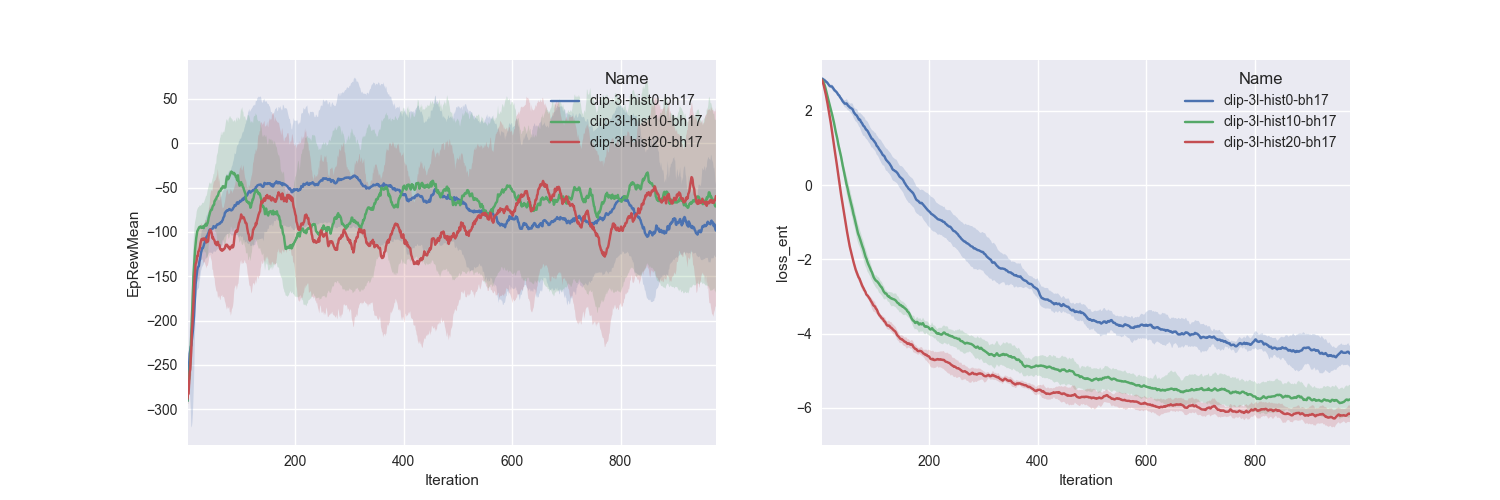 Name
clip-3l-hist0-bh17
clip-3l-hist10-bh17
clip-3l-hist20-bh17
50
0
−50
−100
−150
−200
−250
−300
EpRewMean
200
400
600
800
Iteration
Name
clip-3l-hist0-bh17
clip-3l-hist10-bh17
clip-3l-hist20-bh17
2
0
−2
−4
−6
loss_ent
200
400
600
800
Iteration